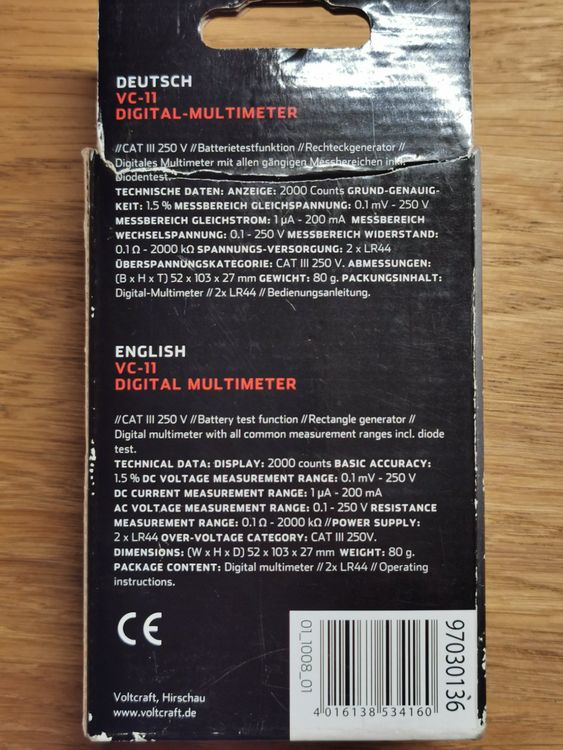 DEUTSCH
VC-11
DIGITAL-MULTIMETER
//CAT III 250 V //Batterietestfunktion //Rechteckgenerator //
Digitales Multimeter mit allen gängigen Messbereichen inkl.
Diodentest.
TECHNISCHE DATEN: ANZEIGE: 2000 Counts GRUND-GENAUIG-
KEIT: 1.5 % MESSBEREICH GLEICHSPANNUNG: 0.1 mV - 250 V
MESSBEREICH GLEICHSTROM: 1 µA - 200 mA MESSBEREICH
WECHSELSPANNUNG: 0.1 - 250 V MESSBEREICH WIDERSTAND:
0.1 Ω - 2000 kΩ SPANNUNGS-VERSORGUNG: 2 x LR44
ÜBERSPANNUNGSKATEGORIE: CAT III 250 V. ABMESSUNGEN:
(B x H x T) 52 x 103 x 27 mm GEWICHT: 80 g. PACKUNGSINHALT:
Digital-Multimeter // 2x LR44 // Bedienungsanleitung.
ENGLISH
VC-11
DIGITAL MULTIMETER
//CAT III 250 V //Battery test function //Rectangle generator //
Digital multimeter with all common measurement ranges incl. diode
test.
TECHNICAL DATA: DISPLAY: 2000 counts BASIC ACCURACY:
1.5 % DC VOLTAGE MEASUREMENT RANGE: 0.1 mV - 250 V
DC CURRENT MEASUREMENT RANGE: 1 µA - 200 mA
AC VOLTAGE MEASUREMENT RANGE: 0.1 - 250 V RESISTANCE
MEASUREMENT RANGE: 0.1 Ω - 2000 kΩ //POWER SUPPLY:
2 x LR44 OVER-VOLTAGE CATEGORY: CAT III 250V.
DIMENSIONS: (W x H x D) 52 x 103 x 27 mm WEIGHT: 80 g.
PACKAGE CONTENT: Digital multimeter // 2x LR44 // Operating
instructions.
CE
Voltcraft, Hirschau
www.voltcraft.de
01_1008_01
4 016138 534160
97030136